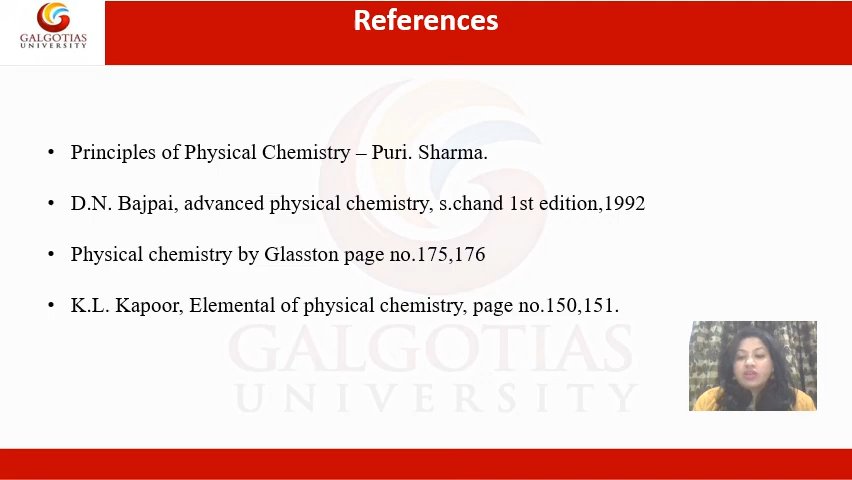 References
GALGOTIAS
UNIVERSITY
• Principles of Physical Chemistry – Puri. Sharma.
• D.N. Bajpai, advanced physical chemistry, s.chand 1st edition,1992
• Physical chemistry by Glasston page no.175,176
• K.L. Kapoor, Elemental of physical chemistry, page no.150,151.
GALGOTIAS
UNIVERSITY